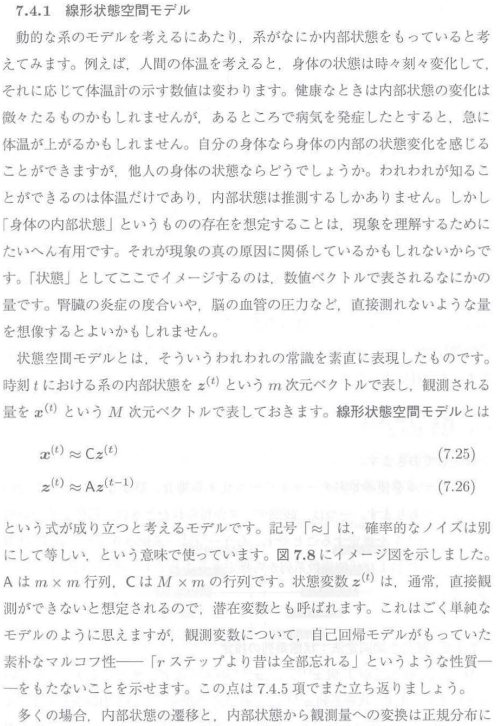 7.4.1 線形状態空間モデル
動的な系のモデルを考えるにあたり，系がなにか内部状態をもっていると考
えてみます。例えば，人間の体温を考えると，身体の状態は時々刻々変化して，
それに応じて体温計の示す数値は変わります。健康なときは内部状態の変化は
微々たるものかもしれませんが，あるところで病気を発症したとすると，急に
体温が上がるかもしれません。自分の身体なら身体の内部の状態変化を感じる
ことができますが，他人の身体の状態ならどうでしょうか。われわれが知るこ
とができるのは体温だけであり，内部状態は推測するしかありません。しかし
「身体の内部状態」というものの存在を想定することは，現象を理解するために
たいへん有用です。それが現象の真の原因に関係しているかもしれないからで
す。「状態」としてここでイメージするのは，数値ベクトルで表されるなにかの
量です。腎臓の炎症の度合いや，脳の血管の圧力など，直接測れないような量
を想像するとよいかもしれません。
状態空間モデルとは，そういうわれわれの常識を素直に表現したものです。
時刻 t における系の内部状態を z^(t) という m 次元ベクトルで表し，観測される
量を x^(t) という M 次元ベクトルで表しておきます。線形状態空間モデルとは
x^(t) ≈ Cz^(t) (7.25)
z^(t) ≈ Az^(t−1) (7.26)
という式が成り立つと考えるモデルです。記号「≈」は，確率的なノイズは別
にして等しい，という意味で使っています。図 7.8 にイメージ図を示しました。
A は m × m 行列，C は M × m の行列です。状態変数 z^(t) は，通常，直接観
測ができないと想定されるので，潜在変数とも呼ばれます。これはごく単純な
モデルのように思えますが，観測変数について，自己回帰モデルがもっていた
素朴なマルコフ性――「r ステップより昔は全部忘れる」というような性質―
―をもたないことを示せます。この点は 7.4.5 項でまた立ち返りましょう。
多くの場合，内部状態の遷移と，内部状態から観測量への変換は正規分布に